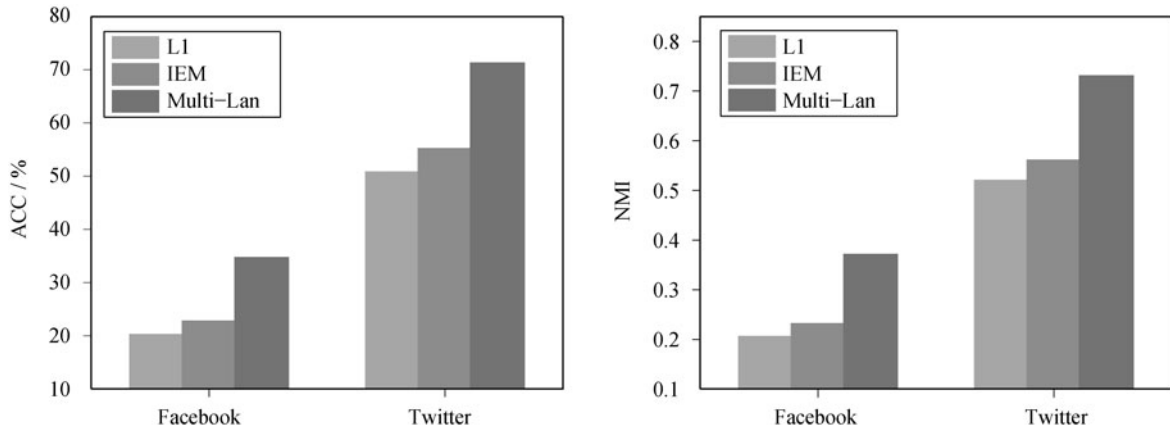 80
70
60
50
40
30
20
10
ACC / %
L1
IEM
Multi-Lan
Facebook Twitter
0.8
0.7
0.6
0.5
0.4
0.3
0.2
0.1
NMI
L1
IEM
Multi-Lan
Facebook Twitter